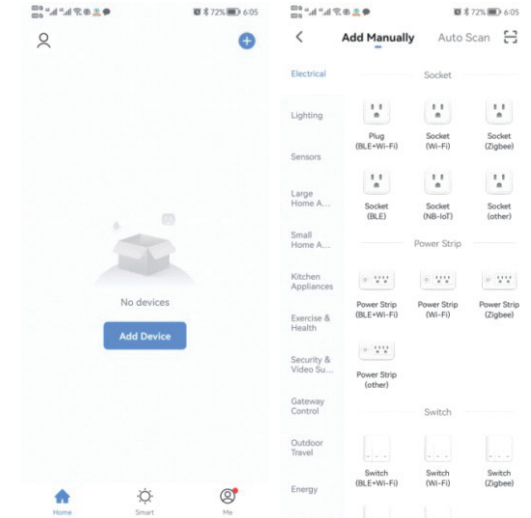 72% 6:05
No devices
Add Device
Home
Smart
Me
72% 6:05
Add Manually
Auto Scan
Electrical
Lighting
Sensors
Large
Home A...
Small
Home A...
Kitchen
Appliances
Exercise &
Health
Security &
Video Su...
Gateway
Control
Outdoor
Travel
Energy
Socket
Plug
(BLE+Wi-Fi)
Socket
(Wi-Fi)
Socket
(Zigbee)
Socket
(BLE)
Socket
(NB-IoT)
Socket
(other)
Power Strip
Power Strip
(BLE+Wi-Fi)
Power Strip
(Wi-Fi)
Power Strip
(Zigbee)
Power Strip
(other)
Switch
Switch
(BLE+Wi-Fi)
Switch
(Wi-Fi)
Switch
(Zigbee)